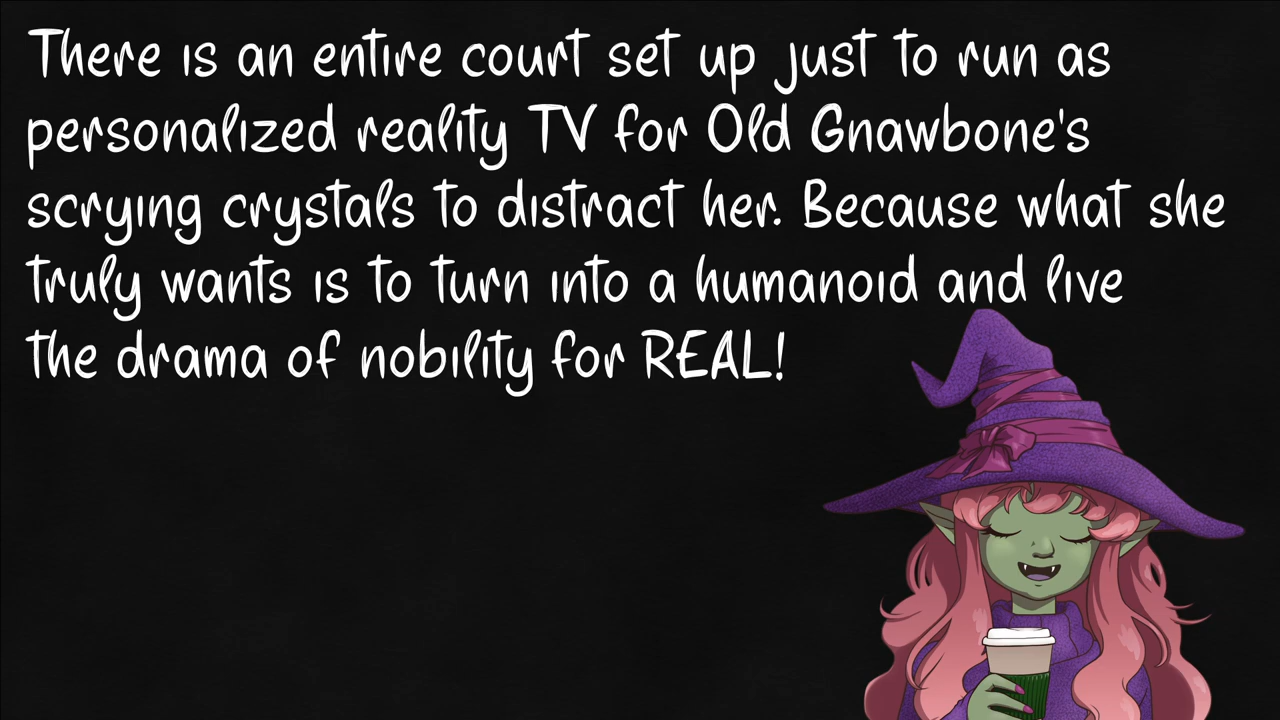 There is an entire court set up just to run as
personalized reality TV for Old Gnawbone's
scrying crystals to distract her. Because what she
truly wants is to turn into a humanoid and live
the drama of nobility for REAL!